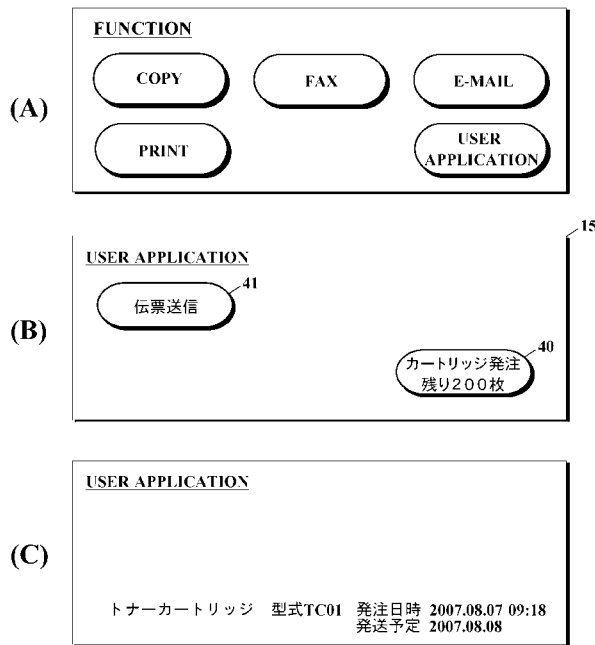 FUNCTION
COPY FAX E-MAIL
(A)
PRINT USER
APPLICATION
15
USER APPLICATION
41
伝票送信
(B)
40
カートリッジ発注
残り200枚
USER APPLICATION
(C)
トナーカートリッジ 型式TC01 発注日時 2007.08.07 09:18
発送予定 2007.08.08